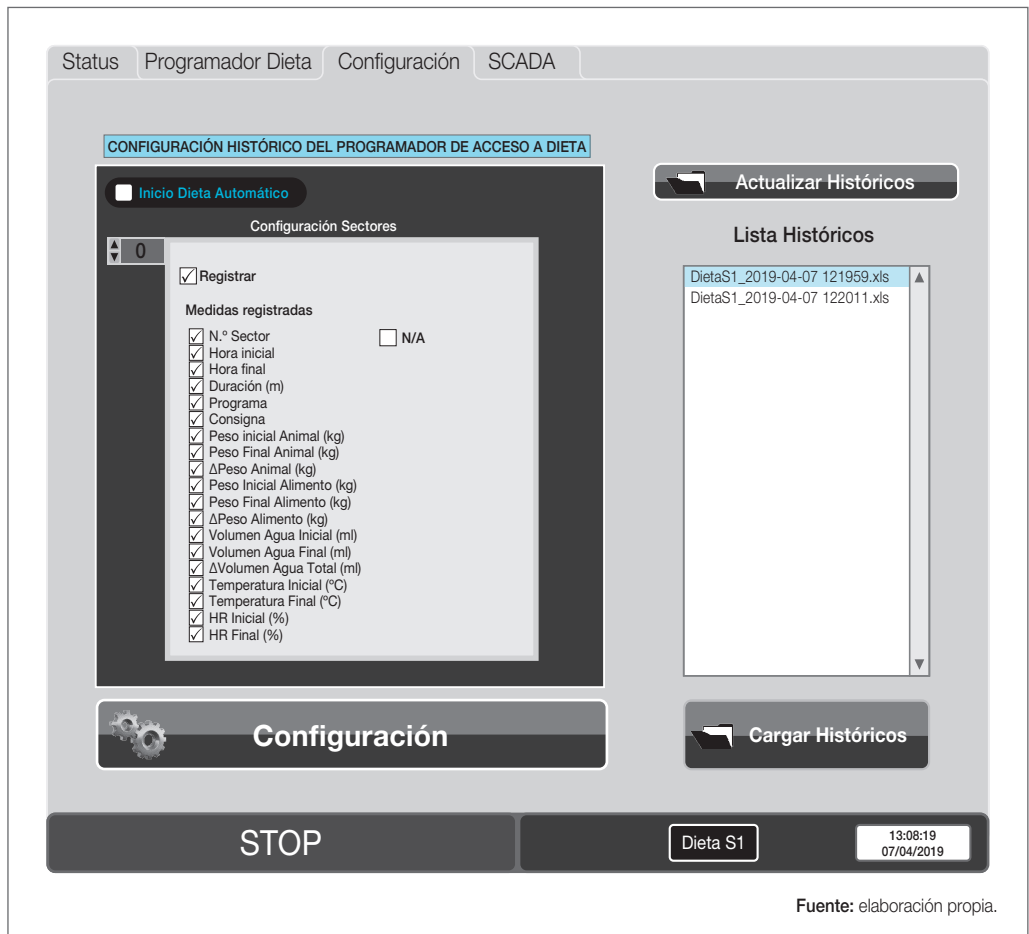 Status Programador Dieta Configuración SCADA
CONFIGURACIÓN HISTÓRICO DEL PROGRAMADOR DE ACCESO A DIETA
Inicio Dieta Automático
Configuración Sectores
0
Registrar
Medidas registradas
N.º Sector N/A
Hora inicial
Hora final
Duración (m)
Programa
Consigna
Peso inicial Animal (kg)
Peso Final Animal (kg)
ΔPeso Animal (kg)
Peso Inicial Alimento (kg)
Peso Final Alimento (kg)
ΔPeso Alimento (kg)
Volumen Agua Inicial (ml)
Volumen Agua Final (ml)
ΔVolumen Agua Total (ml)
Temperatura Inicial (ºC)
Temperatura Final (ºC)
HR Inicial (%)
HR Final (%)
Configuración
Actualizar Históricos
Lista Históricos
DietaS1_2019-04-07 121959.xls
DietaS1_2019-04-07 122011.xls
Cargar Históricos
STOP
Dieta S1
13:08:19
07/04/2019
Fuente: elaboración propia.